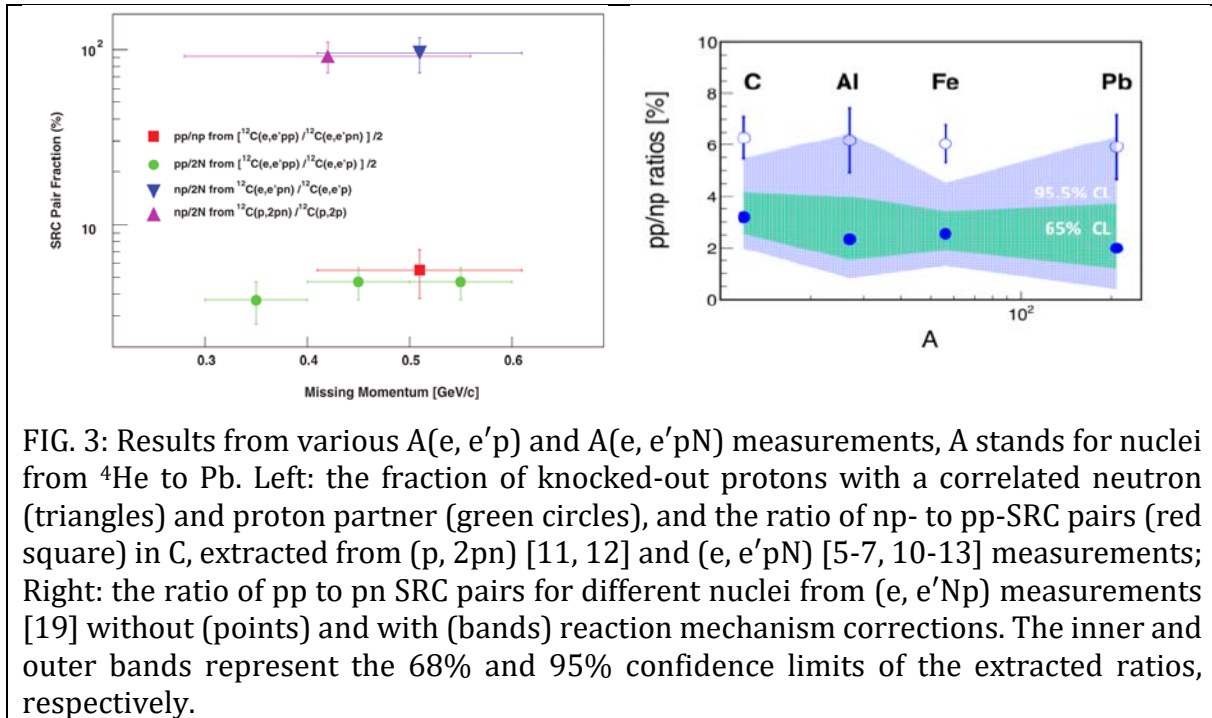 10²
10
SRC Pair Fraction (%)
pp/np from [¹²C(e,e'pp) /¹²C(e,e'pn) ] /2
pp/2N from [¹²C(e,e'pp) /¹²C(e,e'p) ] /2
np/2N from ¹²C(e,e'pn) /¹²C(e,e'p)
np/2N from ¹²C(p,2pn) /¹²C(p,2p)
0.3 0.4 0.5 0.6
Missing Momentum [GeV/c]
10
8
6
4
2
0
pp/np ratios [%]
C Al Fe Pb
95.5% CL
65% CL
10²
A
FIG. 3: Results from various A(e, e′p) and A(e, e′pN) measurements, A stands for nuclei
from ⁴He to Pb. Left: the fraction of knocked-out protons with a correlated neutron
(triangles) and proton partner (green circles), and the ratio of np- to pp-SRC pairs (red
square) in C, extracted from (p, 2pn) [11, 12] and (e, e′pN) [5-7, 10-13] measurements;
Right: the ratio of pp to pn SRC pairs for different nuclei from (e, e′Np) measurements
[19] without (points) and with (bands) reaction mechanism corrections. The inner and
outer bands represent the 68% and 95% confidence limits of the extracted ratios,
respectively.